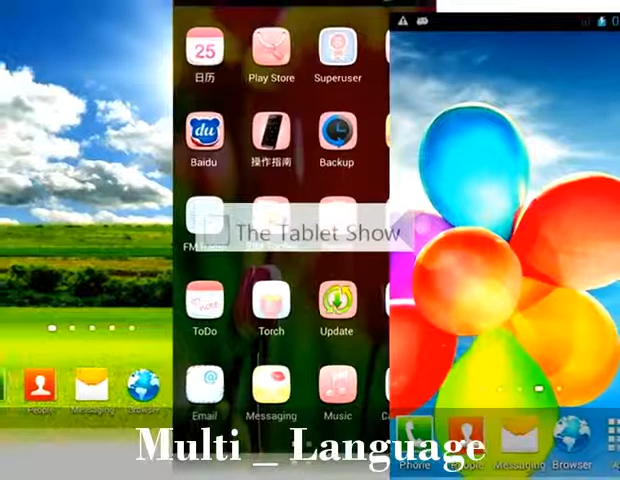 25
日历
Play Store
Superuser
du
Baidu
操作指南
Backup
The Tablet Show
ToDo
Torch
Update
Email
Messaging
Music
People
Messaging
Browser
Phone
People
Messaging
Browser
Multi _ Language